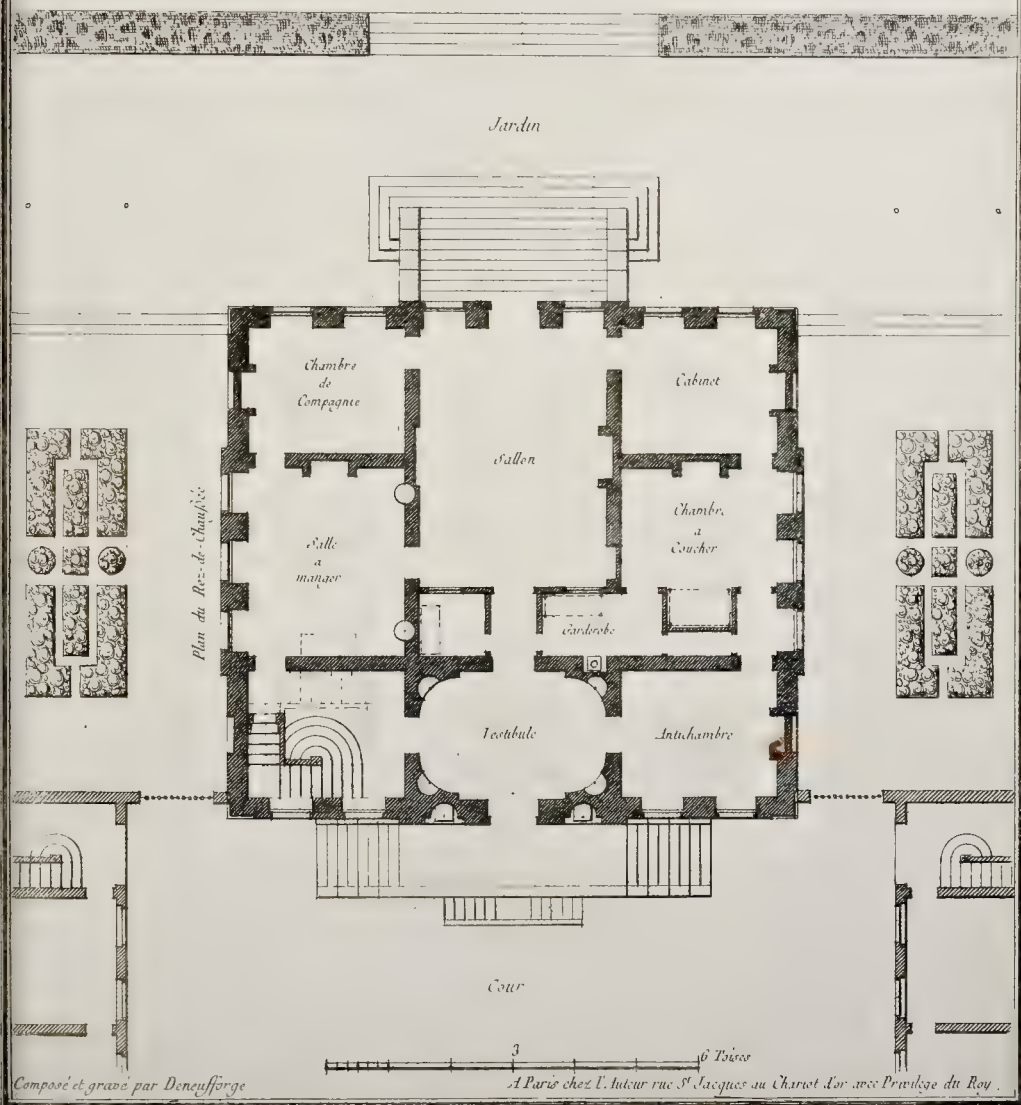 Jardin
Chambre
de
Compagnie
Cabinet
Sallon
Chambre
a
Coucher
Salle
a
manger
Plan du Rez-de-Chaussée
Garderobe
Vestibule
Antichambre
Cour
3
6 Toises
Composé et gravé par Deneufforge
A Paris chez l'Auteur rue St Jacques au Chariot d'or avec Privilege du Roy.